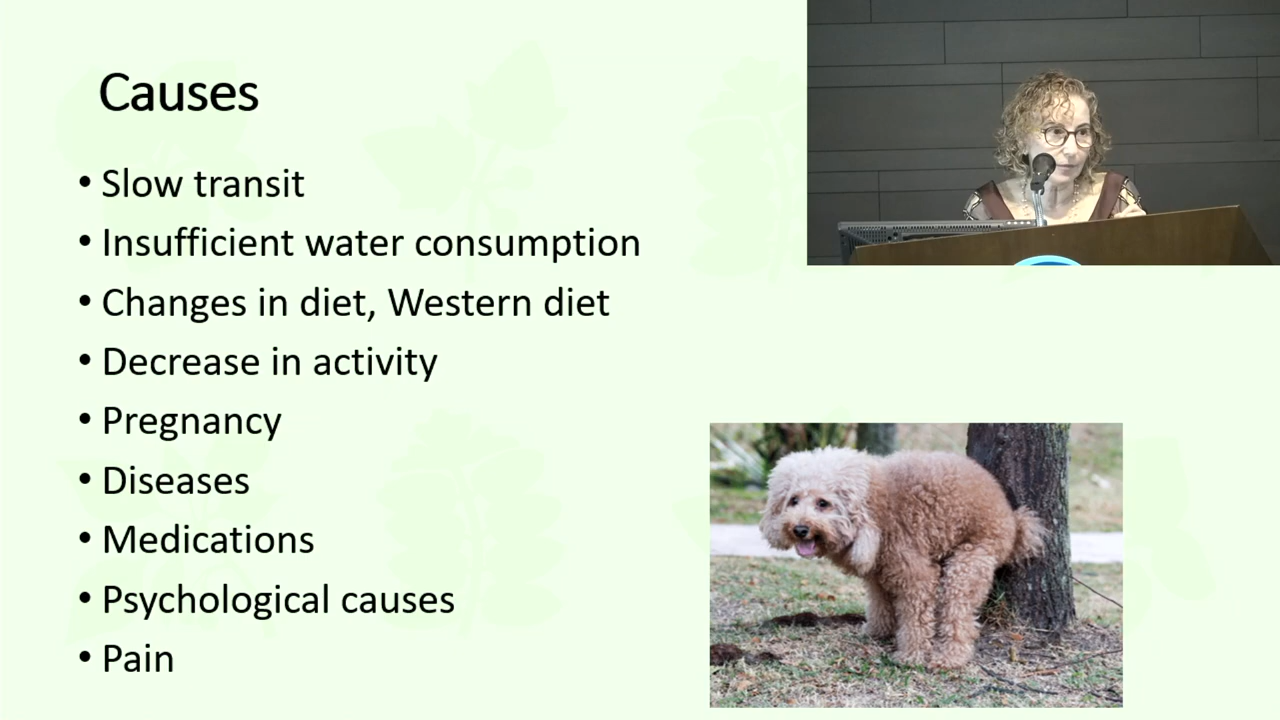 Causes
• Slow transit
• Insufficient water consumption
• Changes in diet, Western diet
• Decrease in activity
• Pregnancy
• Diseases
• Medications
• Psychological causes
• Pain